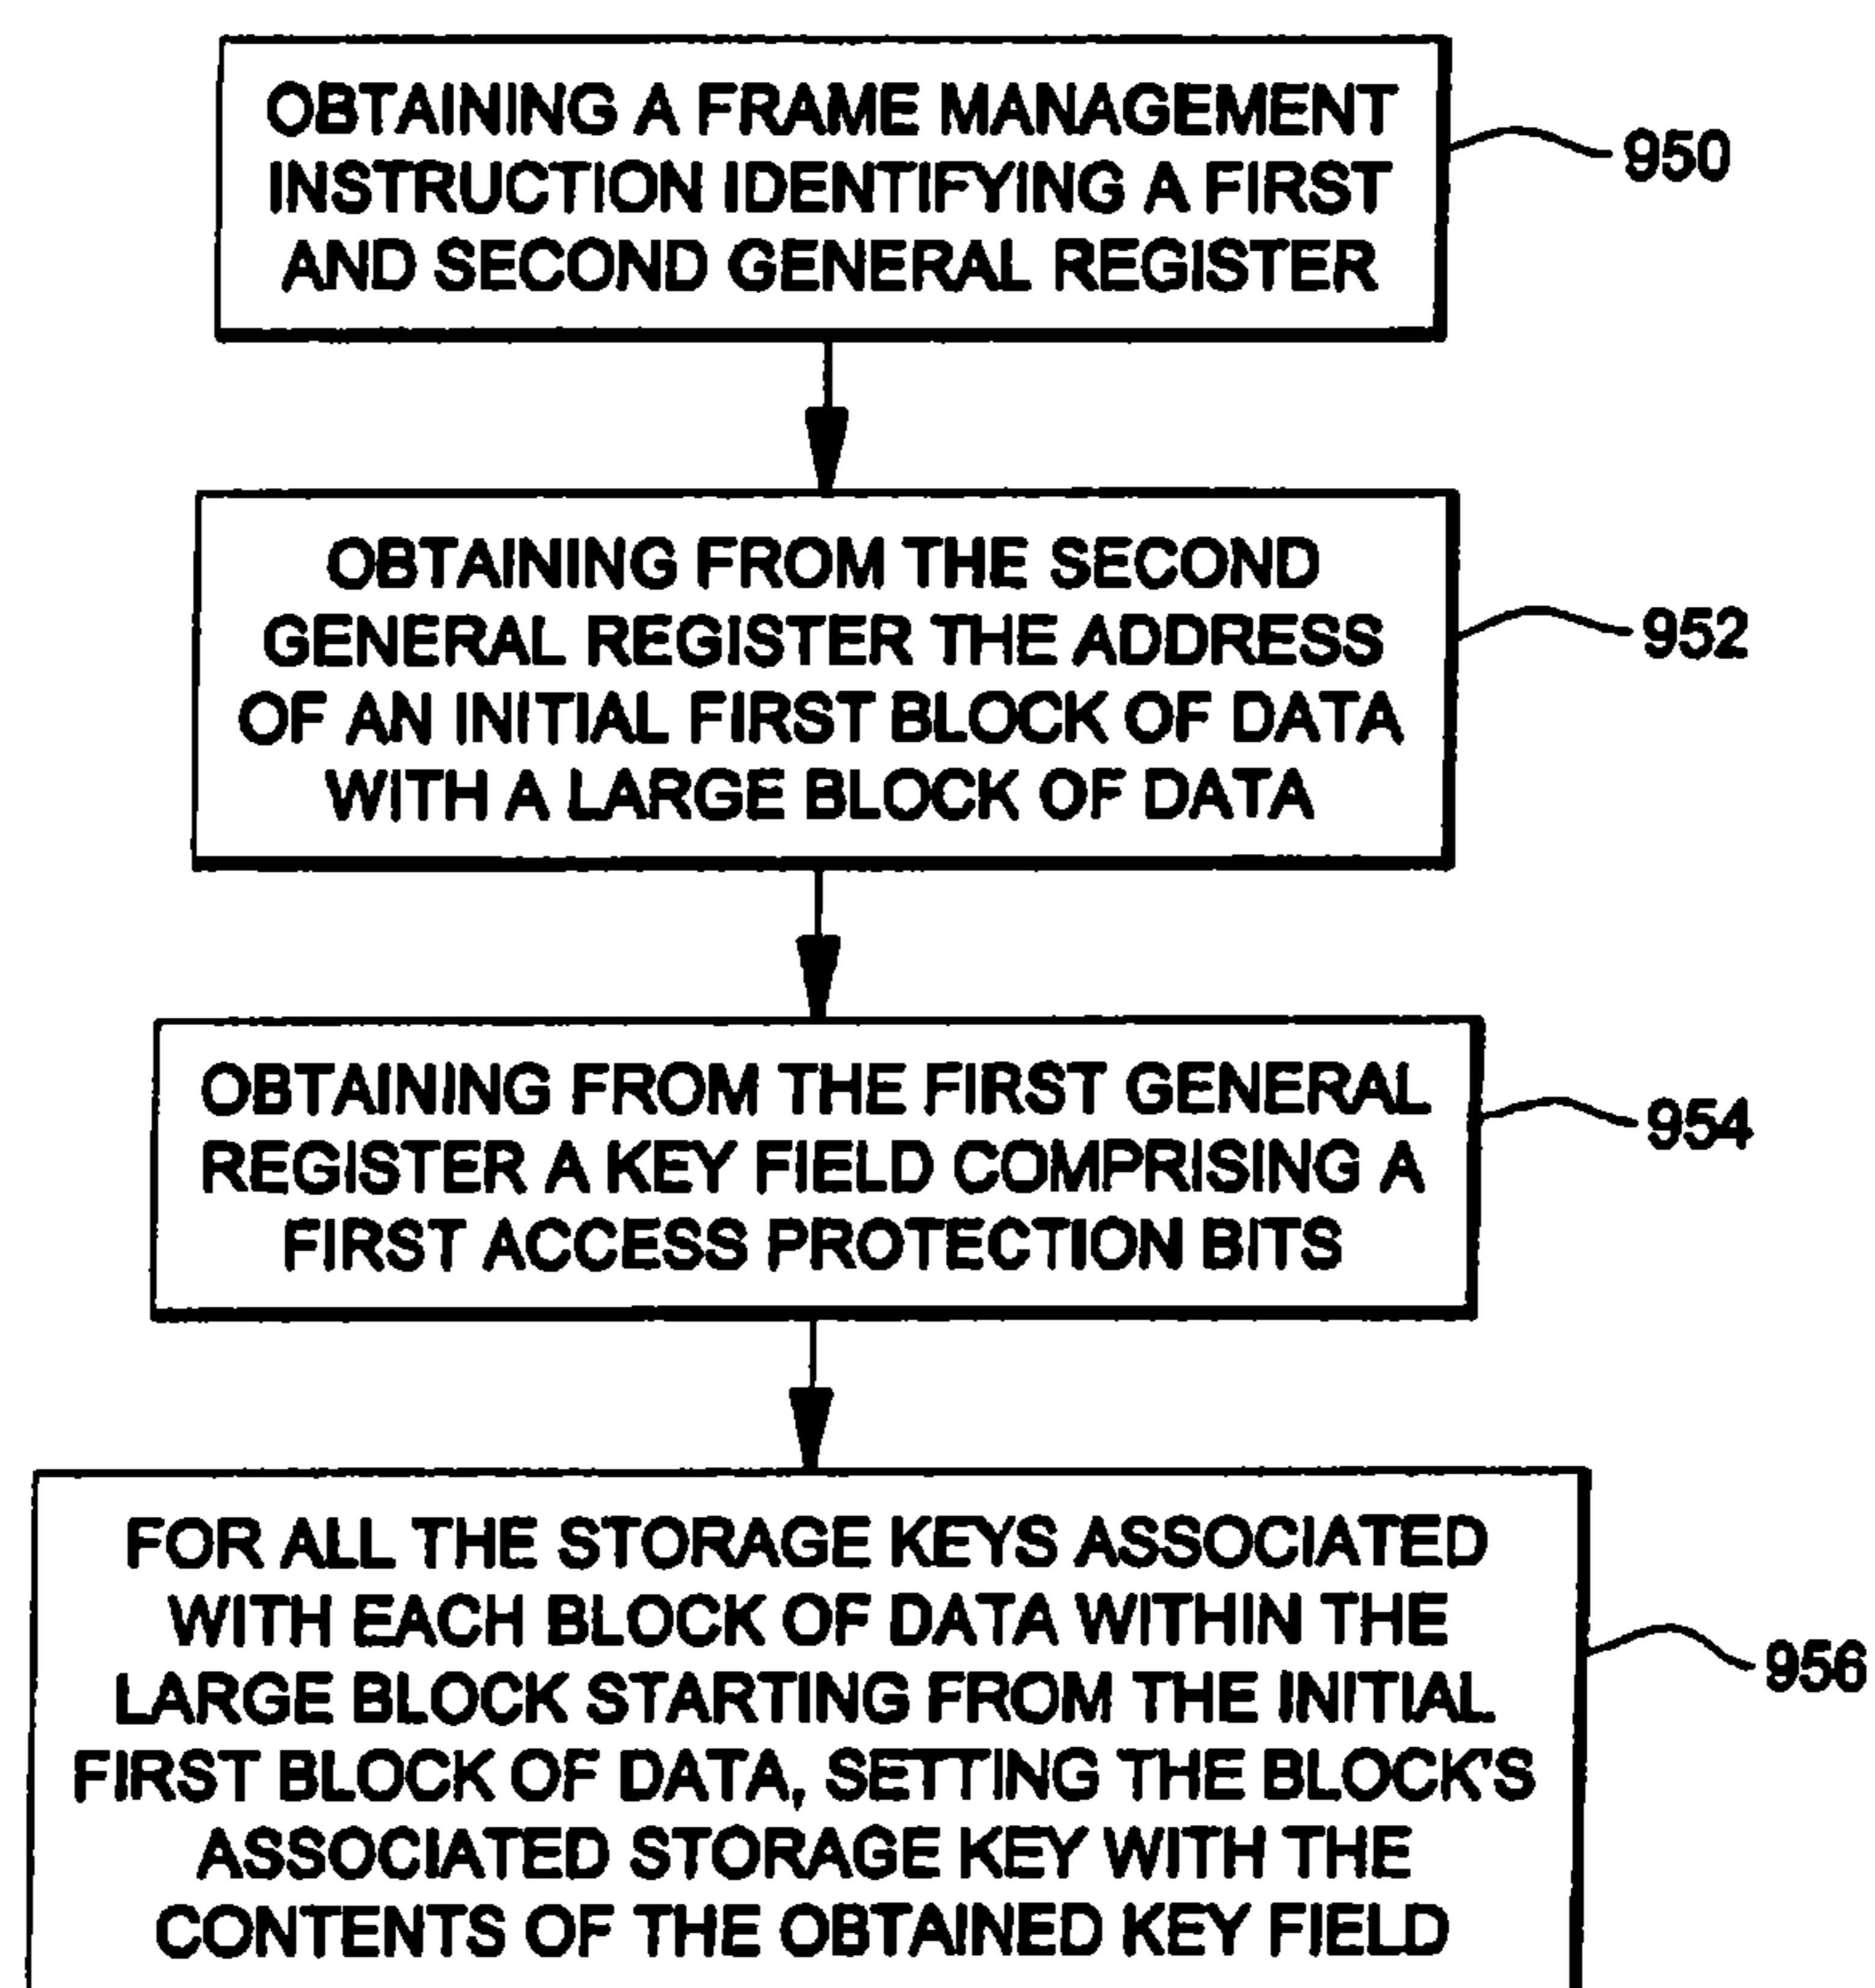 OBTAINING A FRAME MANAGEMENT
INSTRUCTION IDENTIFYING A FIRST
AND SECOND GENERAL REGISTER
950
OBTAINING FROM THE SECOND
GENERAL REGISTER THE ADDRESS
OF AN INITIAL FIRST BLOCK OF DATA
WITH A LARGE BLOCK OF DATA
952
OBTAINING FROM THE FIRST GENERAL
REGISTER A KEY FIELD COMPRISING A
FIRST ACCESS PROTECTION BITS
954
FOR ALL THE STORAGE KEYS ASSOCIATED
WITH EACH BLOCK OF DATA WITHIN THE
LARGE BLOCK STARTING FROM THE INITIAL
FIRST BLOCK OF DATA, SETTING THE BLOCK'S
ASSOCIATED STORAGE KEY WITH THE
CONTENTS OF THE OBTAINED KEY FIELD
956